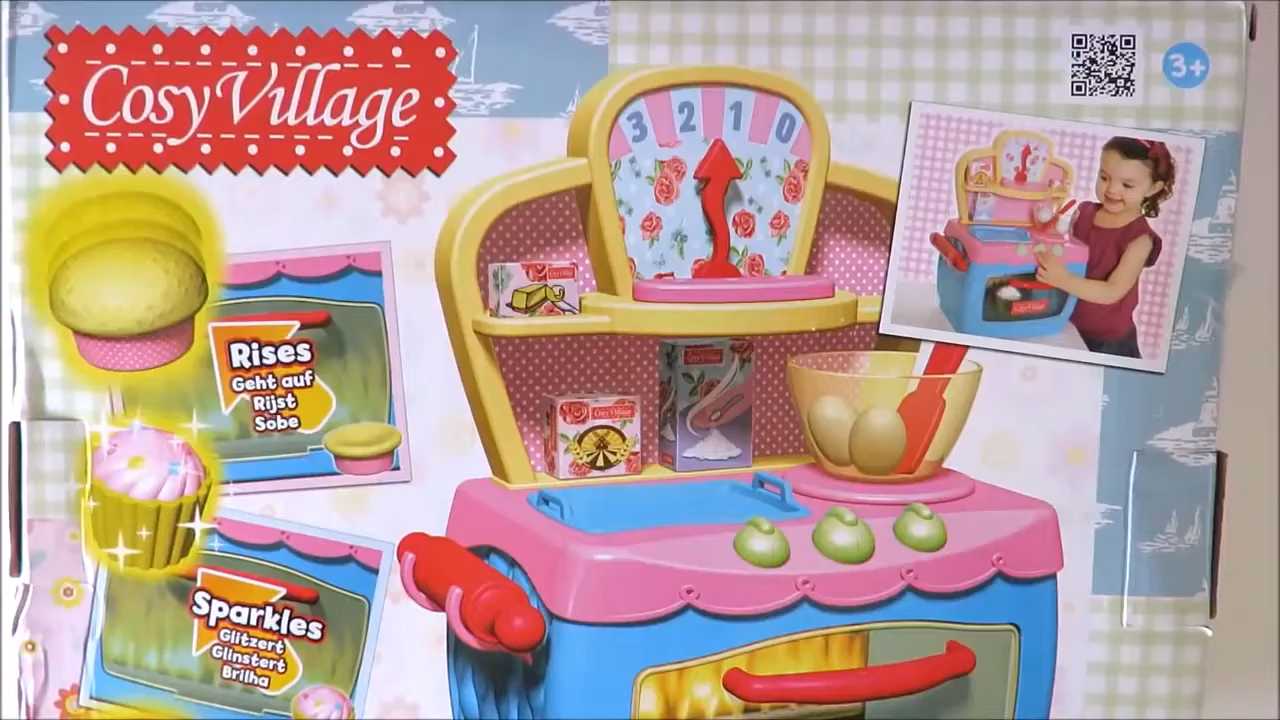 Cosy Village
3+
3 2 1 0
Rises
Geht auf
Rijst
Sobe
Cosy Village
Sparkles
Glitzert
Glinstert
Brilha